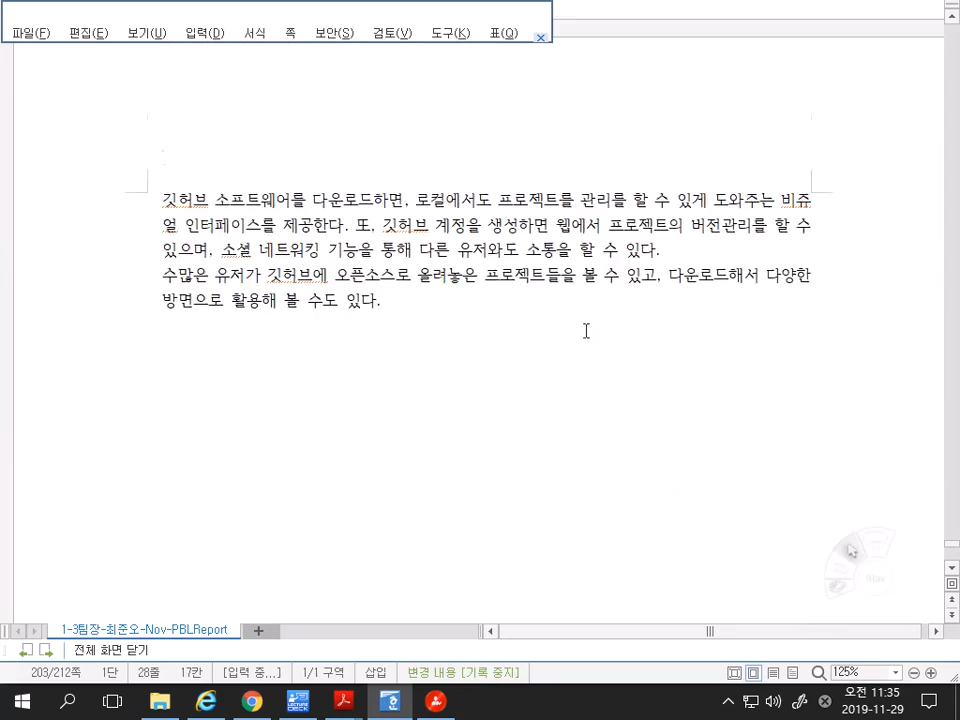 파일(F) 편집(E) 보기(U) 입력(D) 서식 쪽 보안(S) 검토(V) 도구(K) 표(Q)
깃허브 소프트웨어를 다운로드하면, 로컬에서도 프로젝트를 관리를 할 수 있게 도와주는 비쥬
얼 인터페이스를 제공한다. 또, 깃허브 계정을 생성하면 웹에서 프로젝트의 버전관리를 할 수
있으며, 소셜 네트워킹 기능을 통해 다른 유저와도 소통을 할 수 있다.
수많은 유저가 깃허브에 오픈소스로 올려놓은 프로젝트들을 볼 수 있고, 다운로드해서 다양한
방면으로 활용해 볼 수도 있다.
1-3팀장-최준오-Nov-PBLReport
전체 화면 닫기
203/212쪽 1단 28줄 17칸 [입력 중...] 1/1 구역 삽입 변경 내용 [기록 중지] 125%
LECTURE
DECK
오전 11:35
2019-11-29